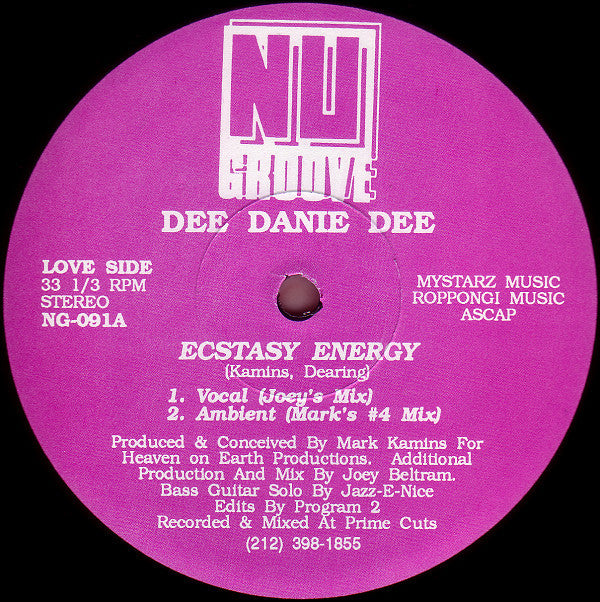 NU
GROOVE
DEE DANIE DEE
LOVE SIDE
33 1/3 RPM
STEREO
NG-091A
MYSTARZ MUSIC
ROPPONGI MUSIC
ASCAP
ECSTASY ENERGY
(Kamins, Dearing)
1. Vocal (Joey's Mix)
2. Ambient (Mark's #4 Mix)
Produced & Conceived By Mark Kamins For
Heaven on Earth Productions. Additional
Production And Mix By Joey Beltram.
Bass Guitar Solo By Jazz-E-Nice
Edits By Program 2
Recorded & Mixed At Prime Cuts
(212) 398-1855